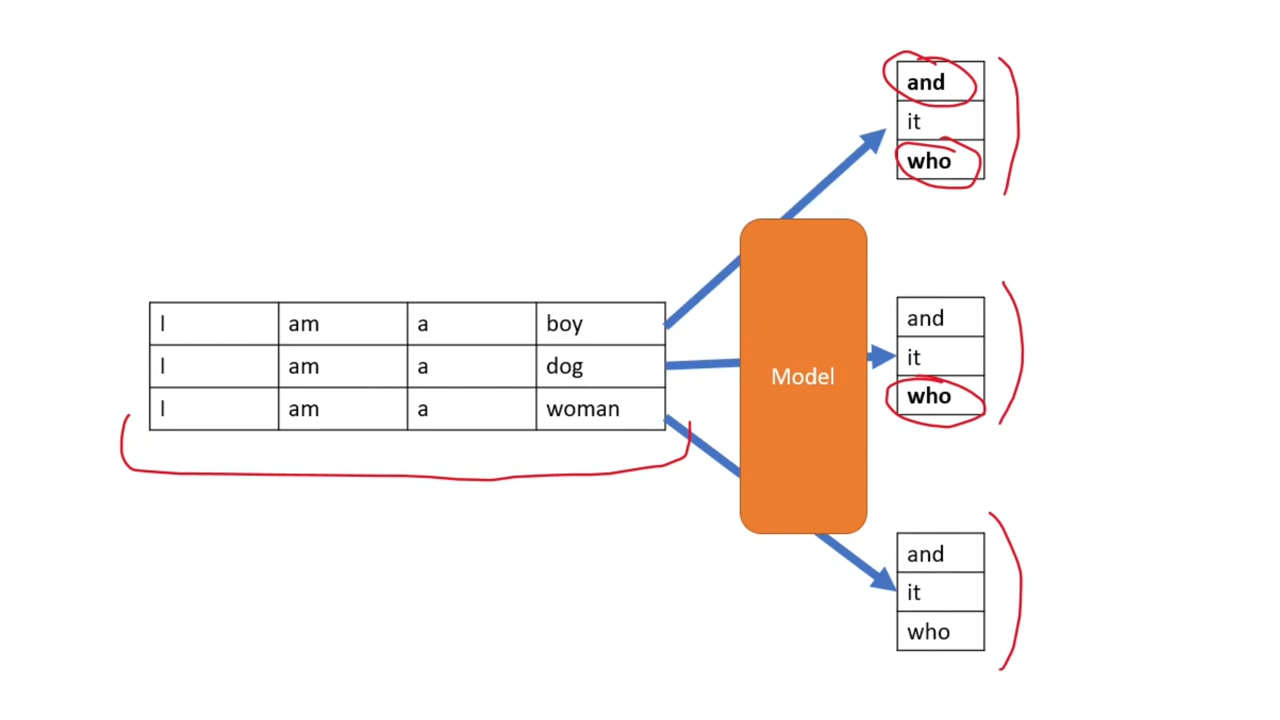 I am a boy
I am a dog
I am a woman
Model
and
it
who
and
it
who
and
it
who